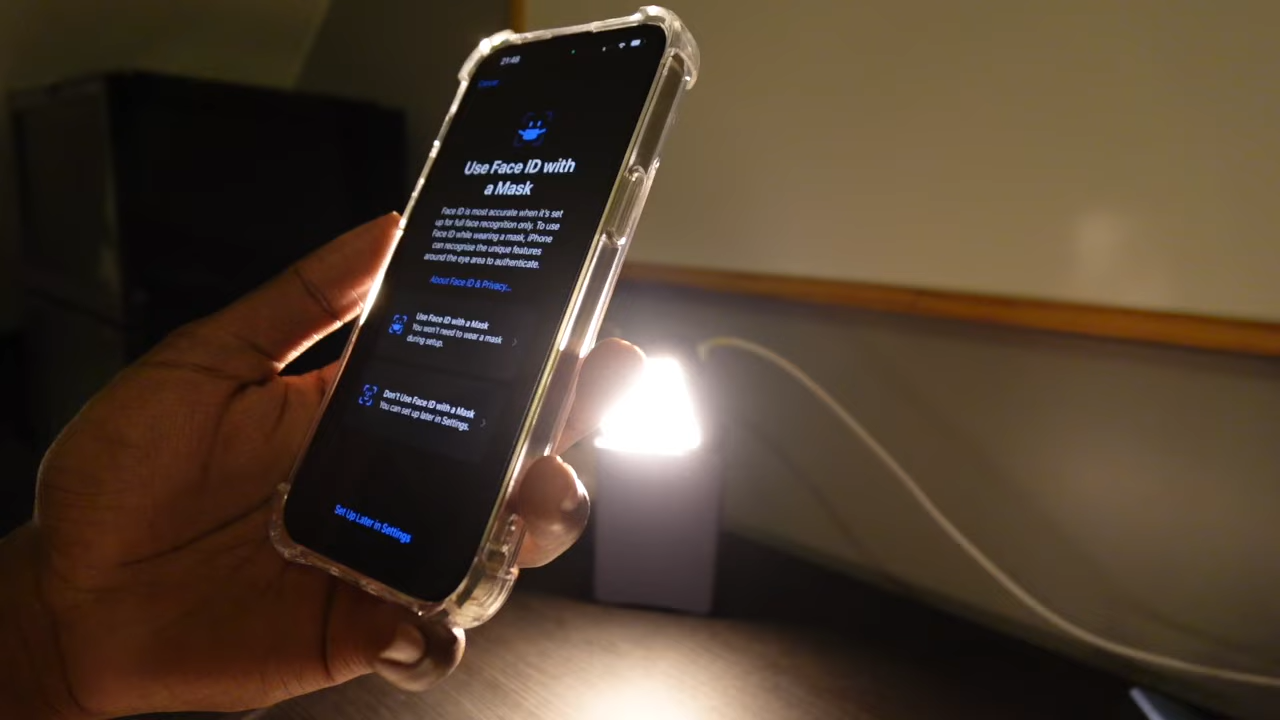 21:48
Cancel
Use Face ID with
a Mask
Face ID is most accurate when it's set
up for full face recognition only. To use
Face ID while wearing a mask, iPhone
can recognise the unique features
around the eye area to authenticate.
About Face ID & Privacy...
Use Face ID with a Mask
You won't need to wear a mask
during setup.
Don't Use Face ID with a Mask
You can set up later in Settings.
Set Up Later in Settings